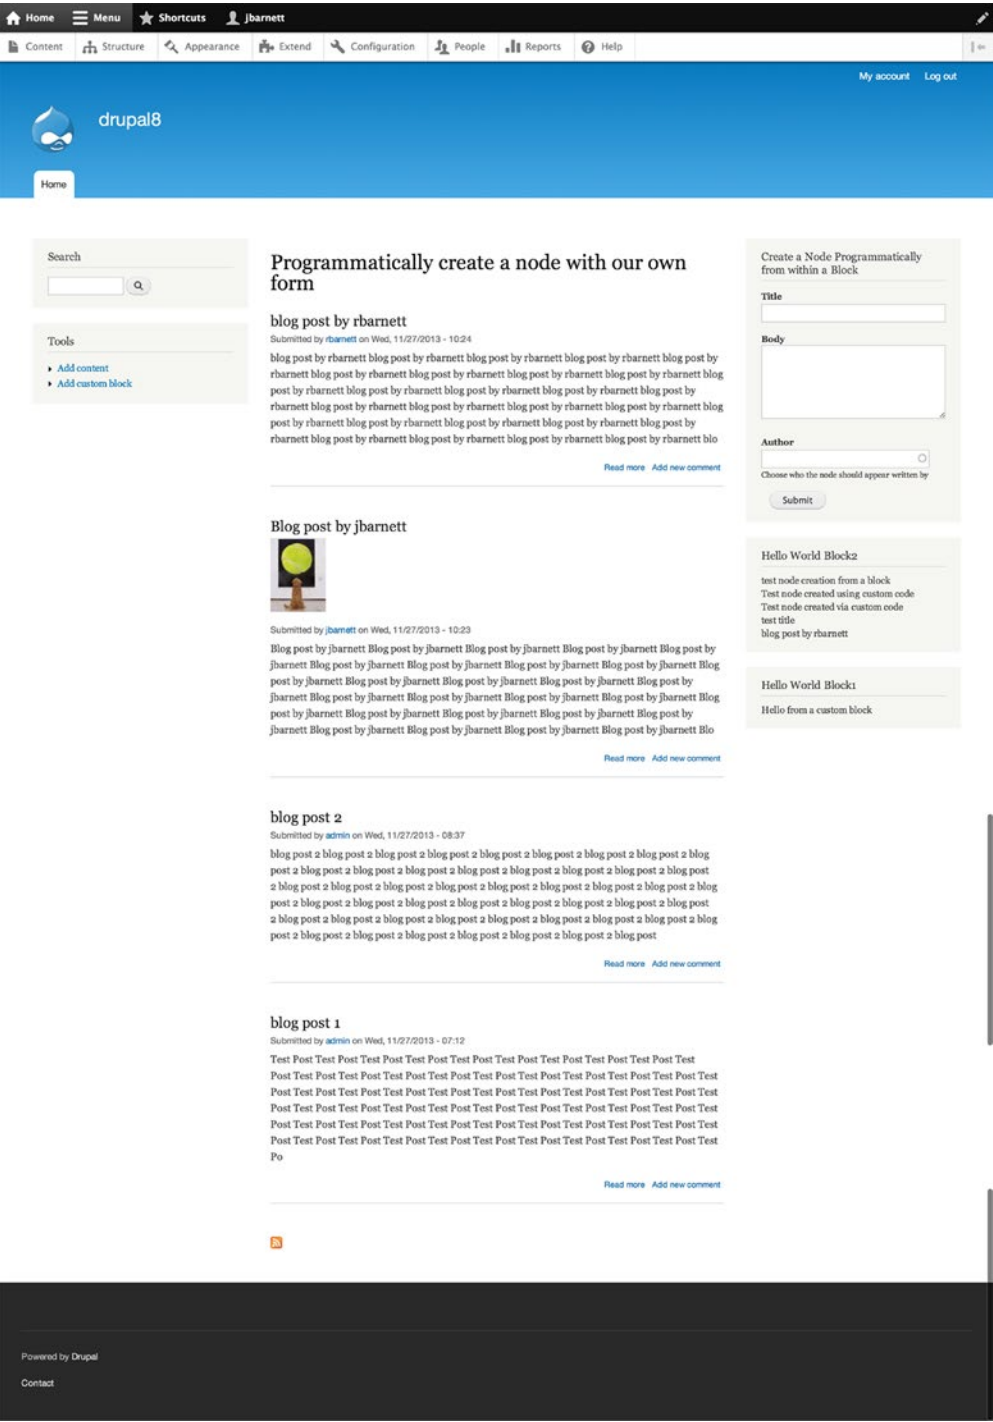 Home Menu Shortcuts jbarnett
Content Structure Appearance Extend Configuration People Reports Help
My account Log out
drupal8
Home
Search
Tools
Add content
Add custom block
Programmatically create a node with our own
form
blog post by rbarnett
Submitted by rbarnett on Wed, 11/27/2013 - 10:24
blog post by rbarnett blog post by rbarnett blog post by rbarnett blog post by rbarnett blog post by
rbarnett blog post by rbarnett blog post by rbarnett blog post by rbarnett blog post by rbarnett blog
post by rbarnett blog post by rbarnett blog post by rbarnett blog post by rbarnett blog post by
rbarnett blog post by rbarnett blog post by rbarnett blog post by rbarnett blog post by rbarnett blog
post by rbarnett blog post by rbarnett blog post by rbarnett blog post by rbarnett blog post by
rbarnett blog post by rbarnett blog post by rbarnett blog post by rbarnett blog post by rbarnett blo
Read more Add new comment
Blog post by jbarnett
Submitted by jbarnett on Wed, 11/27/2013 - 10:23
Blog post by jbarnett Blog post by jbarnett Blog post by jbarnett Blog post by jbarnett Blog post by
jbarnett Blog post by jbarnett Blog post by jbarnett Blog post by jbarnett Blog post by jbarnett Blog
post by jbarnett Blog post by jbarnett Blog post by jbarnett Blog post by jbarnett Blog post by
jbarnett Blog post by jbarnett Blog post by jbarnett Blog post by jbarnett Blog post by jbarnett Blog
post by jbarnett Blog post by jbarnett Blog post by jbarnett Blog post by jbarnett Blog post by
jbarnett Blog post by jbarnett Blog post by jbarnett Blog post by jbarnett Blog post by jbarnett Blo
Read more Add new comment
blog post 2
Submitted by admin on Wed, 11/27/2013 - 08:37
blog post 2 blog post 2 blog post 2 blog post 2 blog post 2 blog post 2 blog post 2 blog post 2 blog
post 2 blog post 2 blog post 2 blog post 2 blog post 2 blog post 2 blog post 2 blog post 2 blog post
2 blog post 2 blog post 2 blog post 2 blog post 2 blog post 2 blog post 2 blog post 2 blog post 2 blog
post 2 blog post 2 blog post 2 blog post 2 blog post 2 blog post 2 blog post 2 blog post 2 blog post
2 blog post 2 blog post 2 blog post 2 blog post 2 blog post 2 blog post 2 blog post 2 blog post 2 blog
post 2 blog post 2 blog post 2 blog post 2 blog post 2 blog post 2 blog post 2 blog post
Read more Add new comment
blog post 1
Submitted by admin on Wed, 11/27/2013 - 07:12
Test Post Test Post Test Post Test Post Test Post Test Post Test Post Test Post Test Post Test
Post Test Post Test Post Test Post Test Post Test Post Test Post Test Post Test Post Test Post Test
Post Test Post Test Post Test Post Test Post Test Post Test Post Test Post Test Post Test Post Test
Post Test Post Test Post Test Post Test Post Test Post Test Post Test Post Test Post Test Post Test
Post Test Post Test Post Test Post Test Post Test Post Test Post Test Post Test Post Test Post Test
Post Test Post Test Post Test Post Test Post Test Post Test Post Test Post Test Post Test Post Test
Po
Read more Add new comment
Create a Node Programmatically
from within a Block
Title
Body
Author
Choose who the node should appear written by
Submit
Hello World Block2
test node creation from a block
Test node created using custom code
Test node created via custom code
test title
blog post by rbarnett
Hello World Block1
Hello from a custom block
Powered by Drupal
Contact